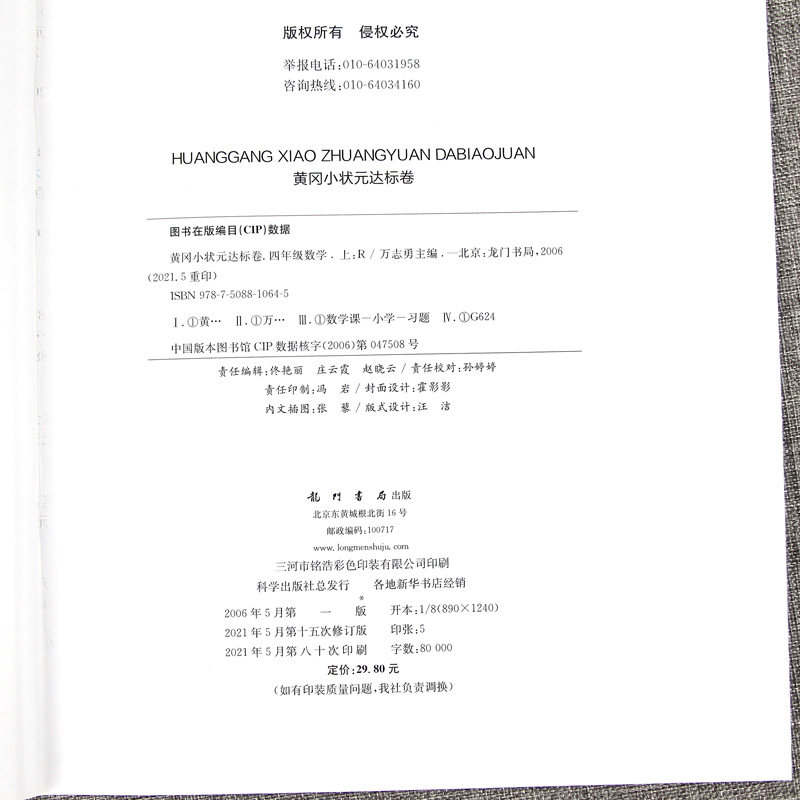 版权所有　侵权必究
举报电话:010-64031958
咨询热线:010-64034160
HUANGGANG XIAO ZHUANGYUAN DABIAOJUAN
黄冈小状元达标卷
图书在版编目(CIP)数据
黄冈小状元达标卷.四年级数学.上:R / 万志勇主编.—北京:龙门书局,2006
(2021.5重印)
ISBN 978-7-5088-1064-5
Ⅰ.①黄… Ⅱ.①万… Ⅲ.①数学课－小学－习题 Ⅳ.①G624
中国版本图书馆CIP数据核字(2006)第047508号
责任编辑:佟艳丽　庄云霞　赵晓云 / 责任校对:孙婷婷
责任印制:冯　岩 / 封面设计:霍影影
内文插图:张　藜 / 版式设计:汪　洁
龍門書局出版
北京东黄城根北街16号
邮政编码:100717
www.longmenshuju.com
三河市铭浩彩色印装有限公司印刷
科学出版社总发行　各地新华书店经销
*
2006年5月第一版　开本:1/8(890×1240)
2021年5月第十五次修订版　印张:5
2021年5月第八十次印刷　字数:80 000
定价:29.80元
(如有印装质量问题,我社负责调换)